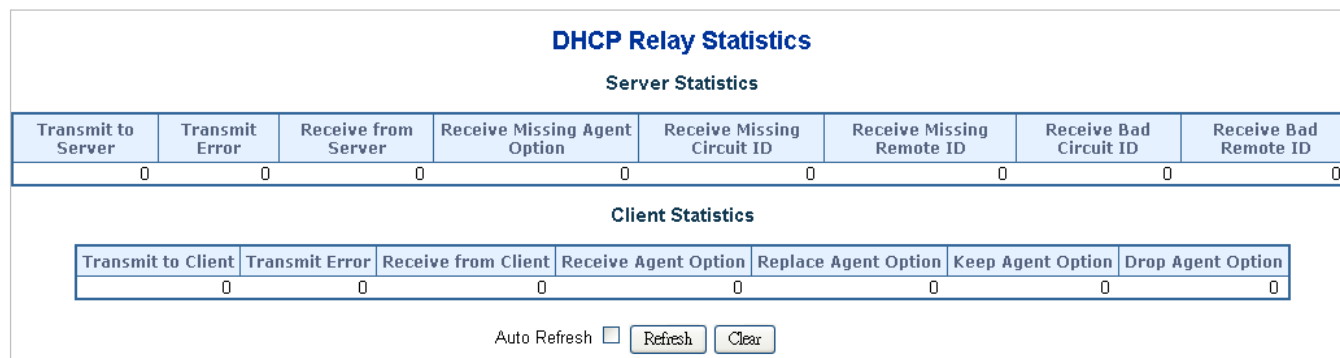 DHCP Relay Statistics
Server Statistics
Transmit to Server Transmit Error Receive from Server Receive Missing Agent Option Receive Missing Circuit ID Receive Missing Remote ID Receive Bad Circuit ID Receive Bad Remote ID
0 0 0 0 0 0 0 0
Client Statistics
Transmit to Client Transmit Error Receive from Client Receive Agent Option Replace Agent Option Keep Agent Option Drop Agent Option
0 0 0 0 0 0 0
Auto Refresh Refresh Clear